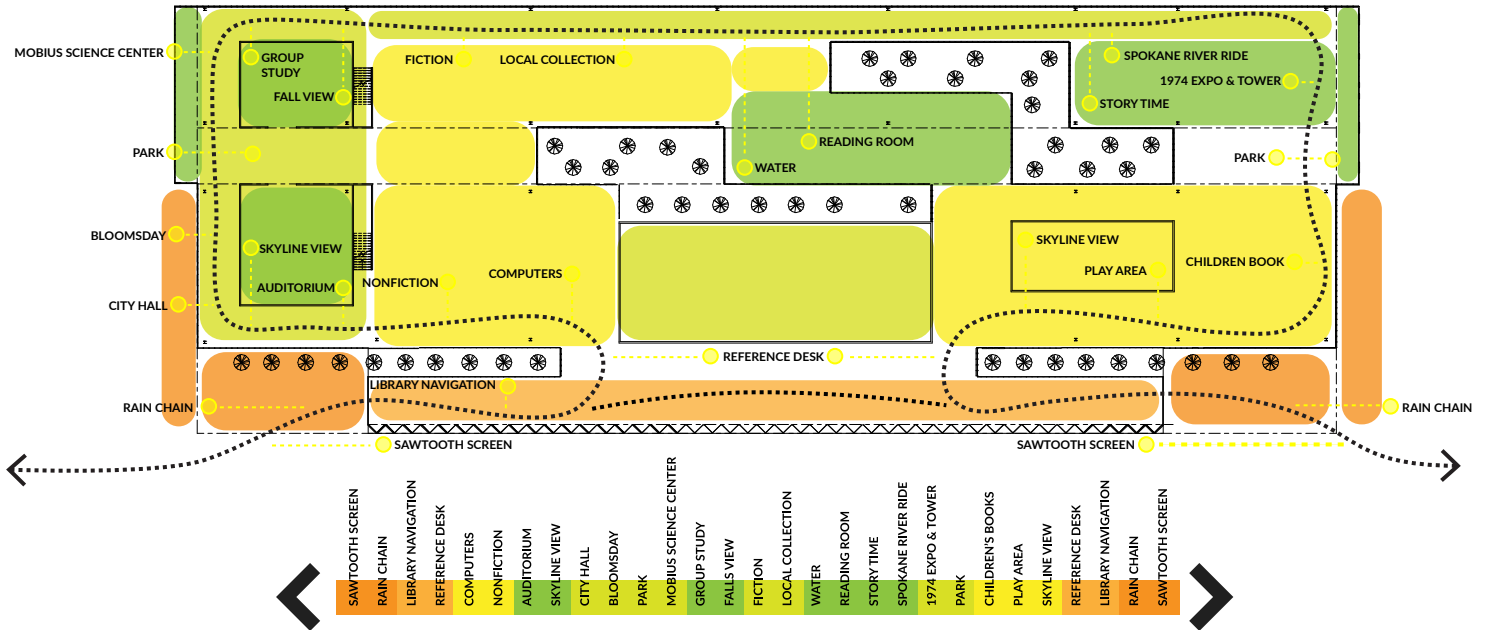 MOBIUS SCIENCE CENTER
GROUP
STUDY
FALL VIEW
FICTION
LOCAL COLLECTION
SPOKANE RIVER RIDE
1974 EXPO & TOWER
STORY TIME
PARK
READING ROOM
WATER
PARK
BLOOMSDAY
SKYLINE VIEW
AUDITORIUM
NONFICTION
COMPUTERS
SKYLINE VIEW
PLAY AREA
CHILDREN BOOK
CITY HALL
REFERENCE DESK
LIBRARY NAVIGATION
RAIN CHAIN
RAIN CHAIN
SAWTOOTH SCREEN
SAWTOOTH SCREEN
SAWTOOTH SCREEN
RAIN CHAIN
LIBRARY NAVIGATION
REFERENCE DESK
COMPUTERS
NONFICTION
AUDITORIUM
SKYLINE VIEW
CITY HALL
BLOOMSDAY
PARK
MOBIUS SCIENCE CENTER
GROUP STUDY
FALLS VIEW
FICTION
LOCAL COLLECTION
WATER
READING ROOM
STORY TIME
SPOKANE RIVER RIDE
1974 EXPO & TOWER
PARK
CHILDREN'S BOOKS
PLAY AREA
SKYLINE VIEW
REFERENCE DESK
LIBRARY NAVIGATION
RAIN CHAIN
SAWTOOTH SCREEN